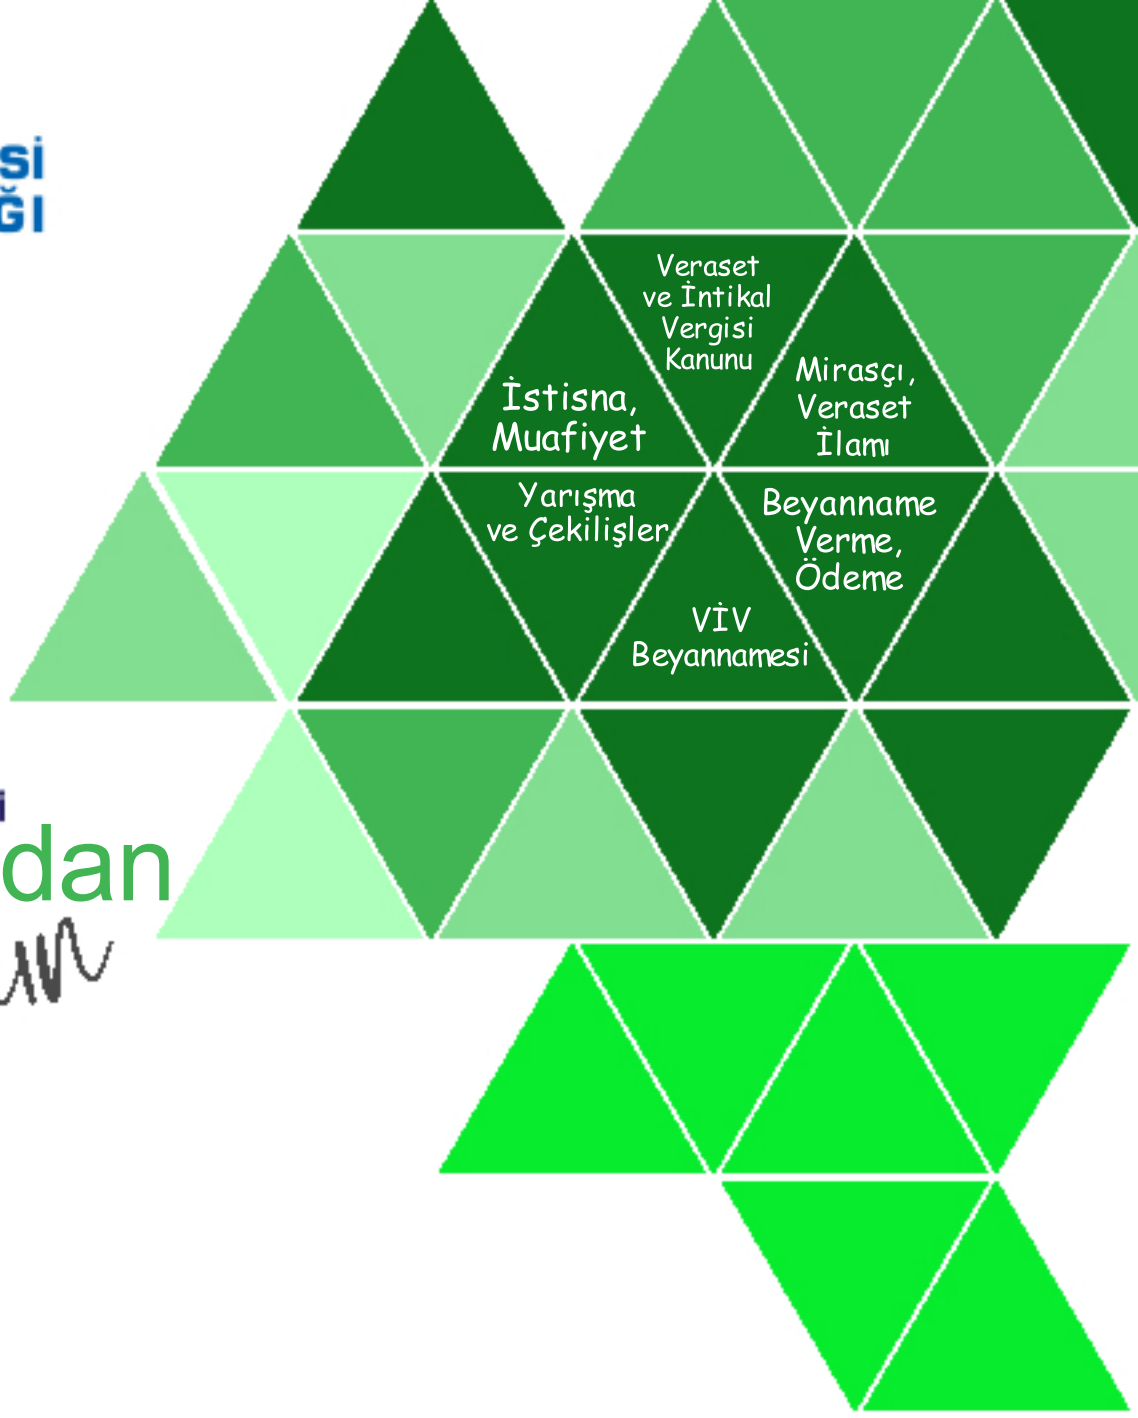 si
ĞI
Veraset
ve İntikal
Vergisi
Kanunu
Mirasçı,
Veraset
İlamı
İstisna,
Muafiyet
Yarışma
ve Çekilişler
Beyanname
Verme,
Ödeme
VİV
Beyannamesi
i
dan